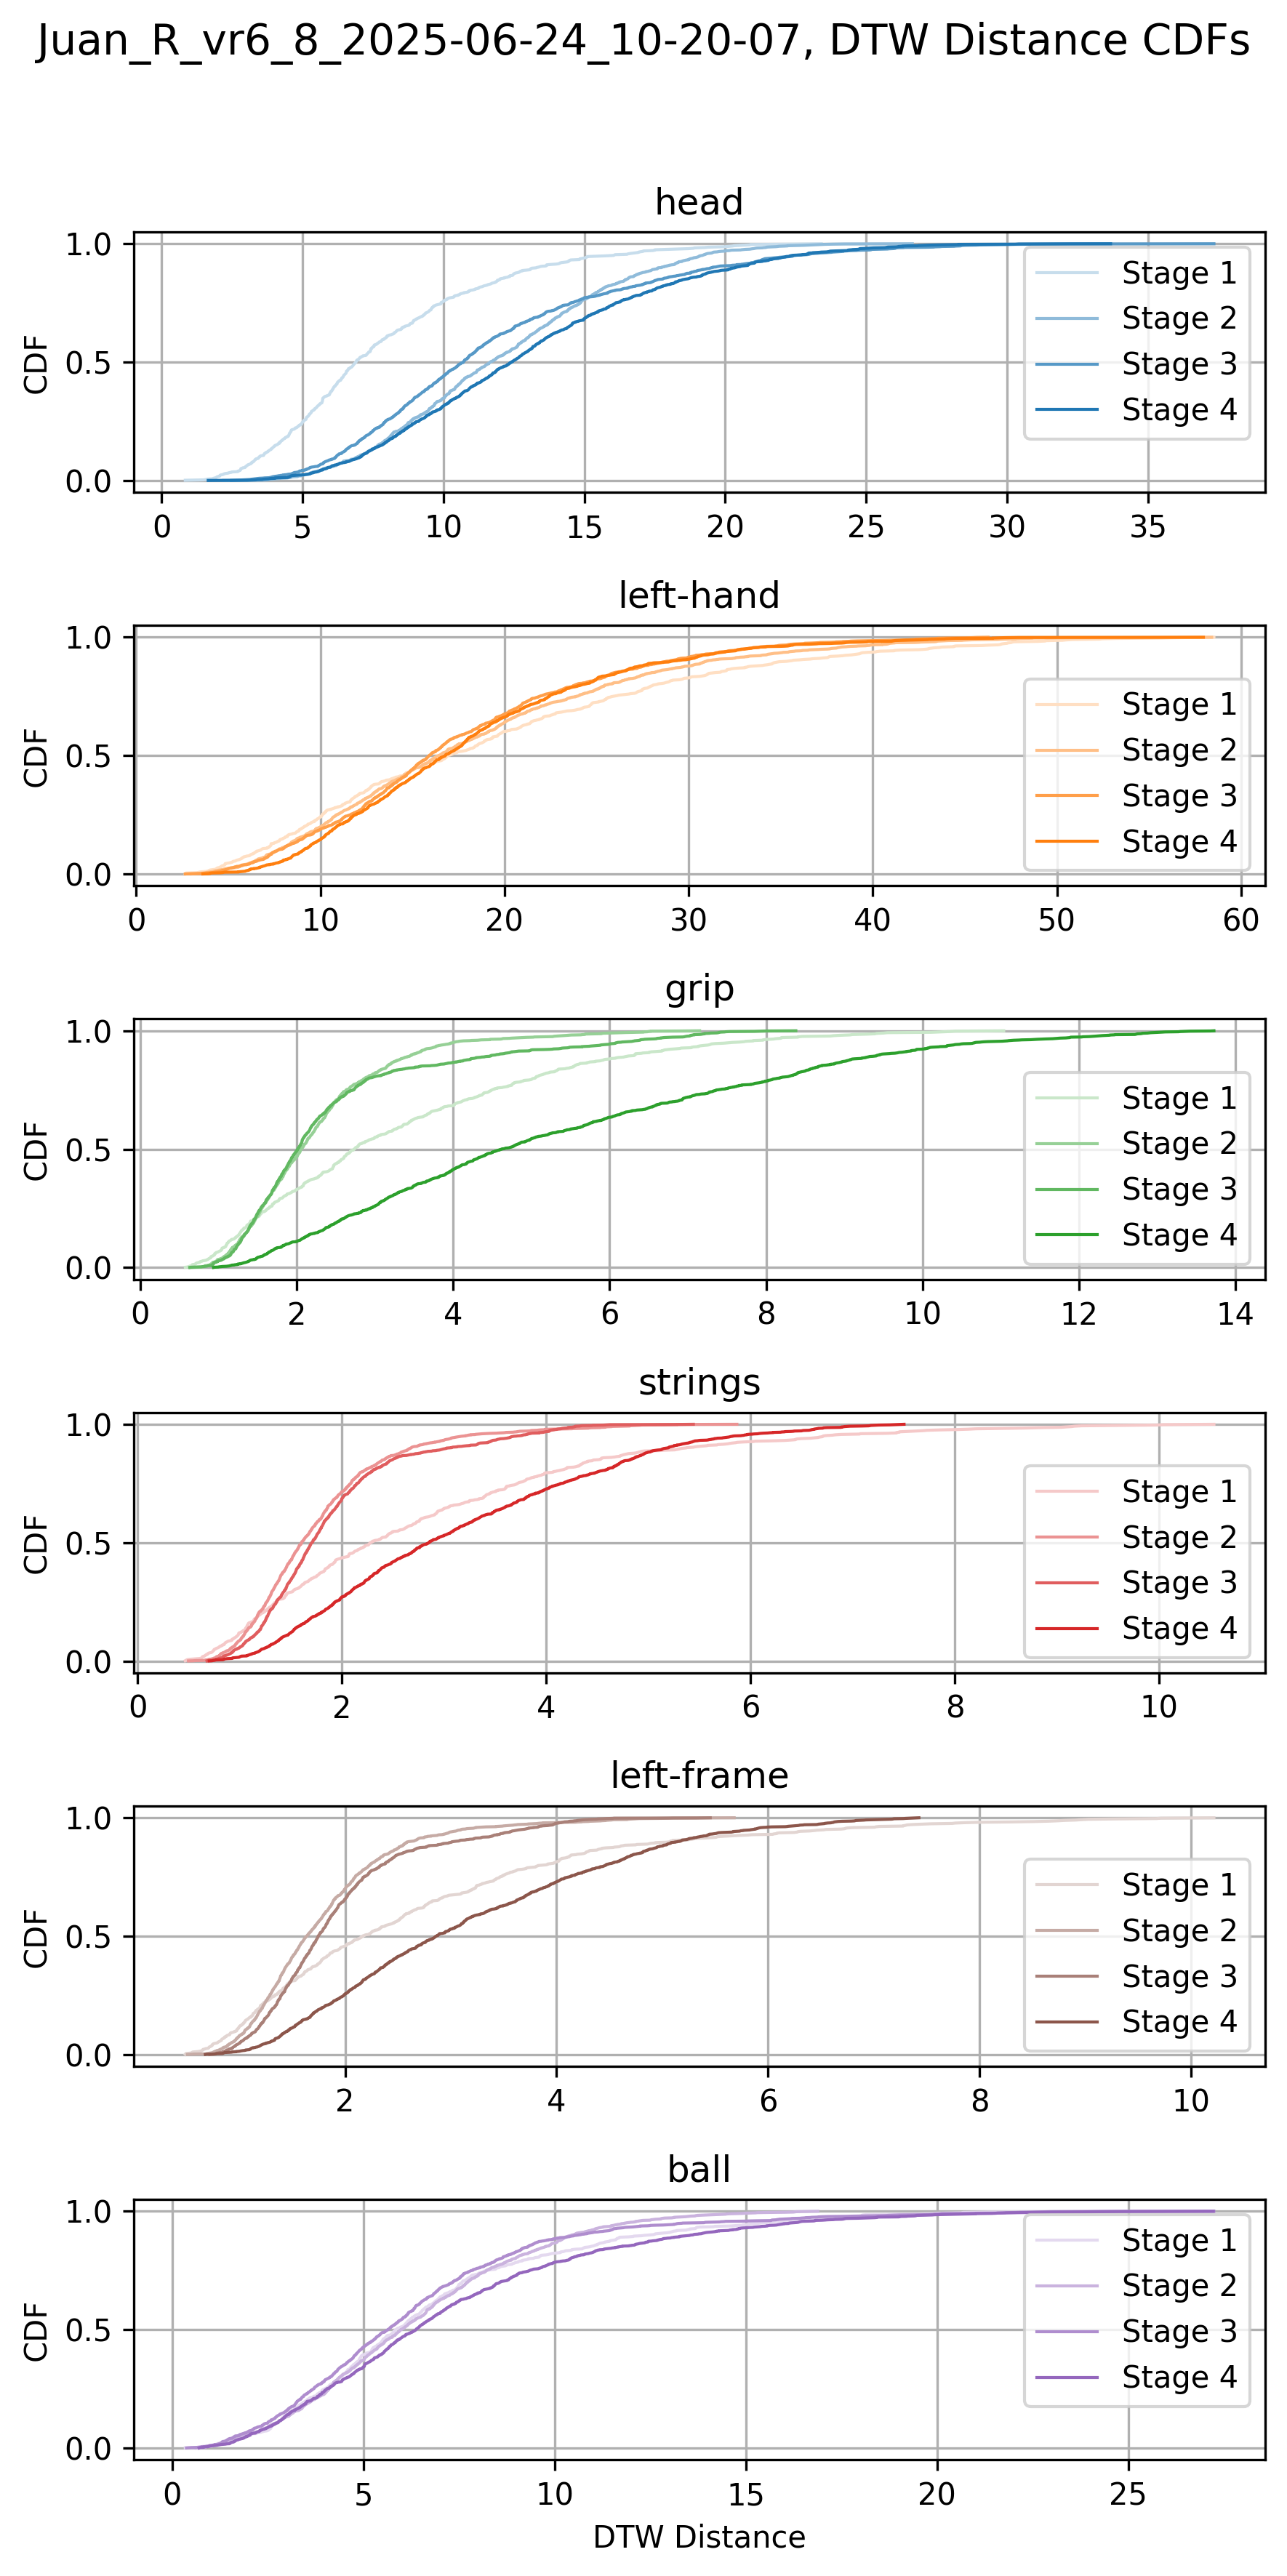 Juan_R_vr6_8_2025-06-24_10-20-07, DTW Distance CDFs
head
CDF
1.0
0.5
0.0
0 5 10 15 20 25 30 35
Stage 1
Stage 2
Stage 3
Stage 4
left-hand
CDF
1.0
0.5
0.0
0 10 20 30 40 50 60
Stage 1
Stage 2
Stage 3
Stage 4
grip
CDF
1.0
0.5
0.0
0 2 4 6 8 10 12 14
Stage 1
Stage 2
Stage 3
Stage 4
strings
CDF
1.0
0.5
0.0
0 2 4 6 8 10
Stage 1
Stage 2
Stage 3
Stage 4
left-frame
CDF
1.0
0.5
0.0
2 4 6 8 10
Stage 1
Stage 2
Stage 3
Stage 4
ball
CDF
1.0
0.5
0.0
0 5 10 15 20 25
Stage 1
Stage 2
Stage 3
Stage 4
DTW Distance